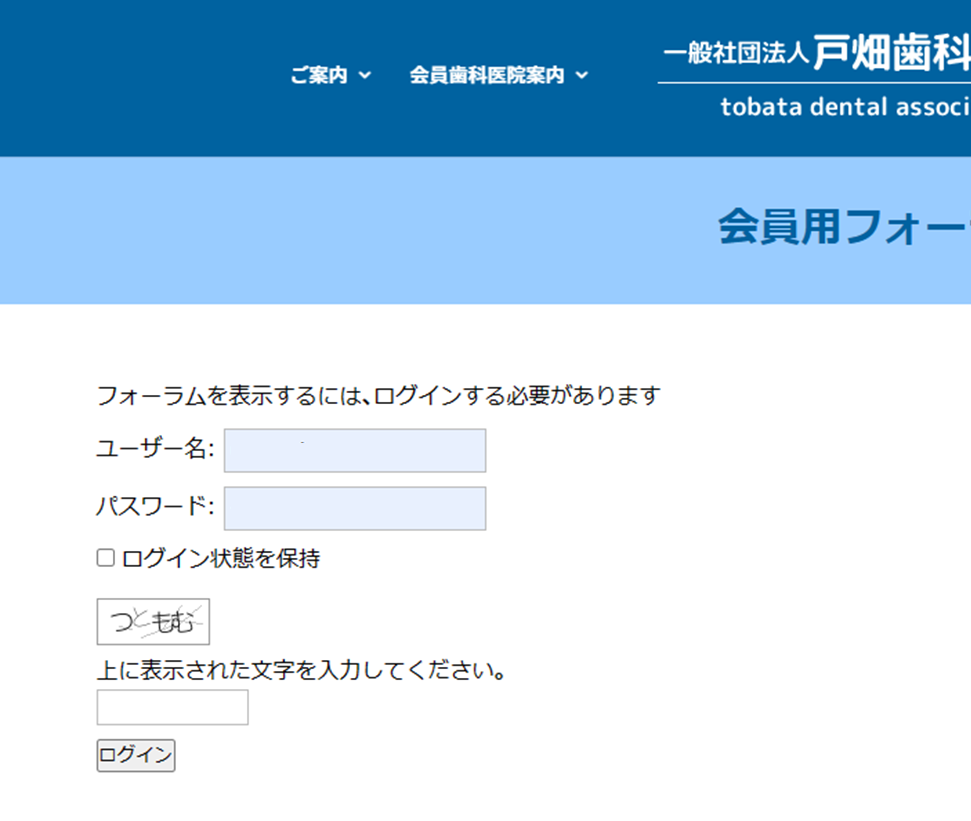 ご案内 会員歯科医院案内
一般社団法人戸畑歯科
tobata dental associ
会員用フォー
フォーラムを表示するには、ログインする必要があります
ユーザー名:
パスワード:
ログイン状態を保持
つともむ
上に表示された文字を入力してください。
ログイン